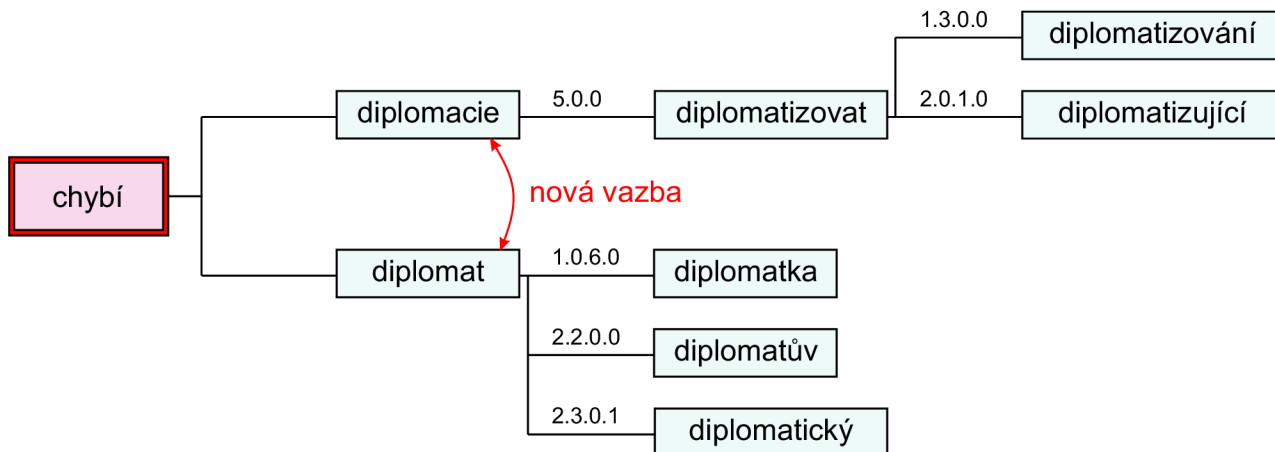 1.3.0.0
diplomatizování
diplomacie
5.0.0
diplomatizovat
2.0.1.0
diplomatizující
chybí
nová vazba
diplomat
1.0.6.0
diplomatka
2.2.0.0
diplomatův
2.3.0.1
diplomatický